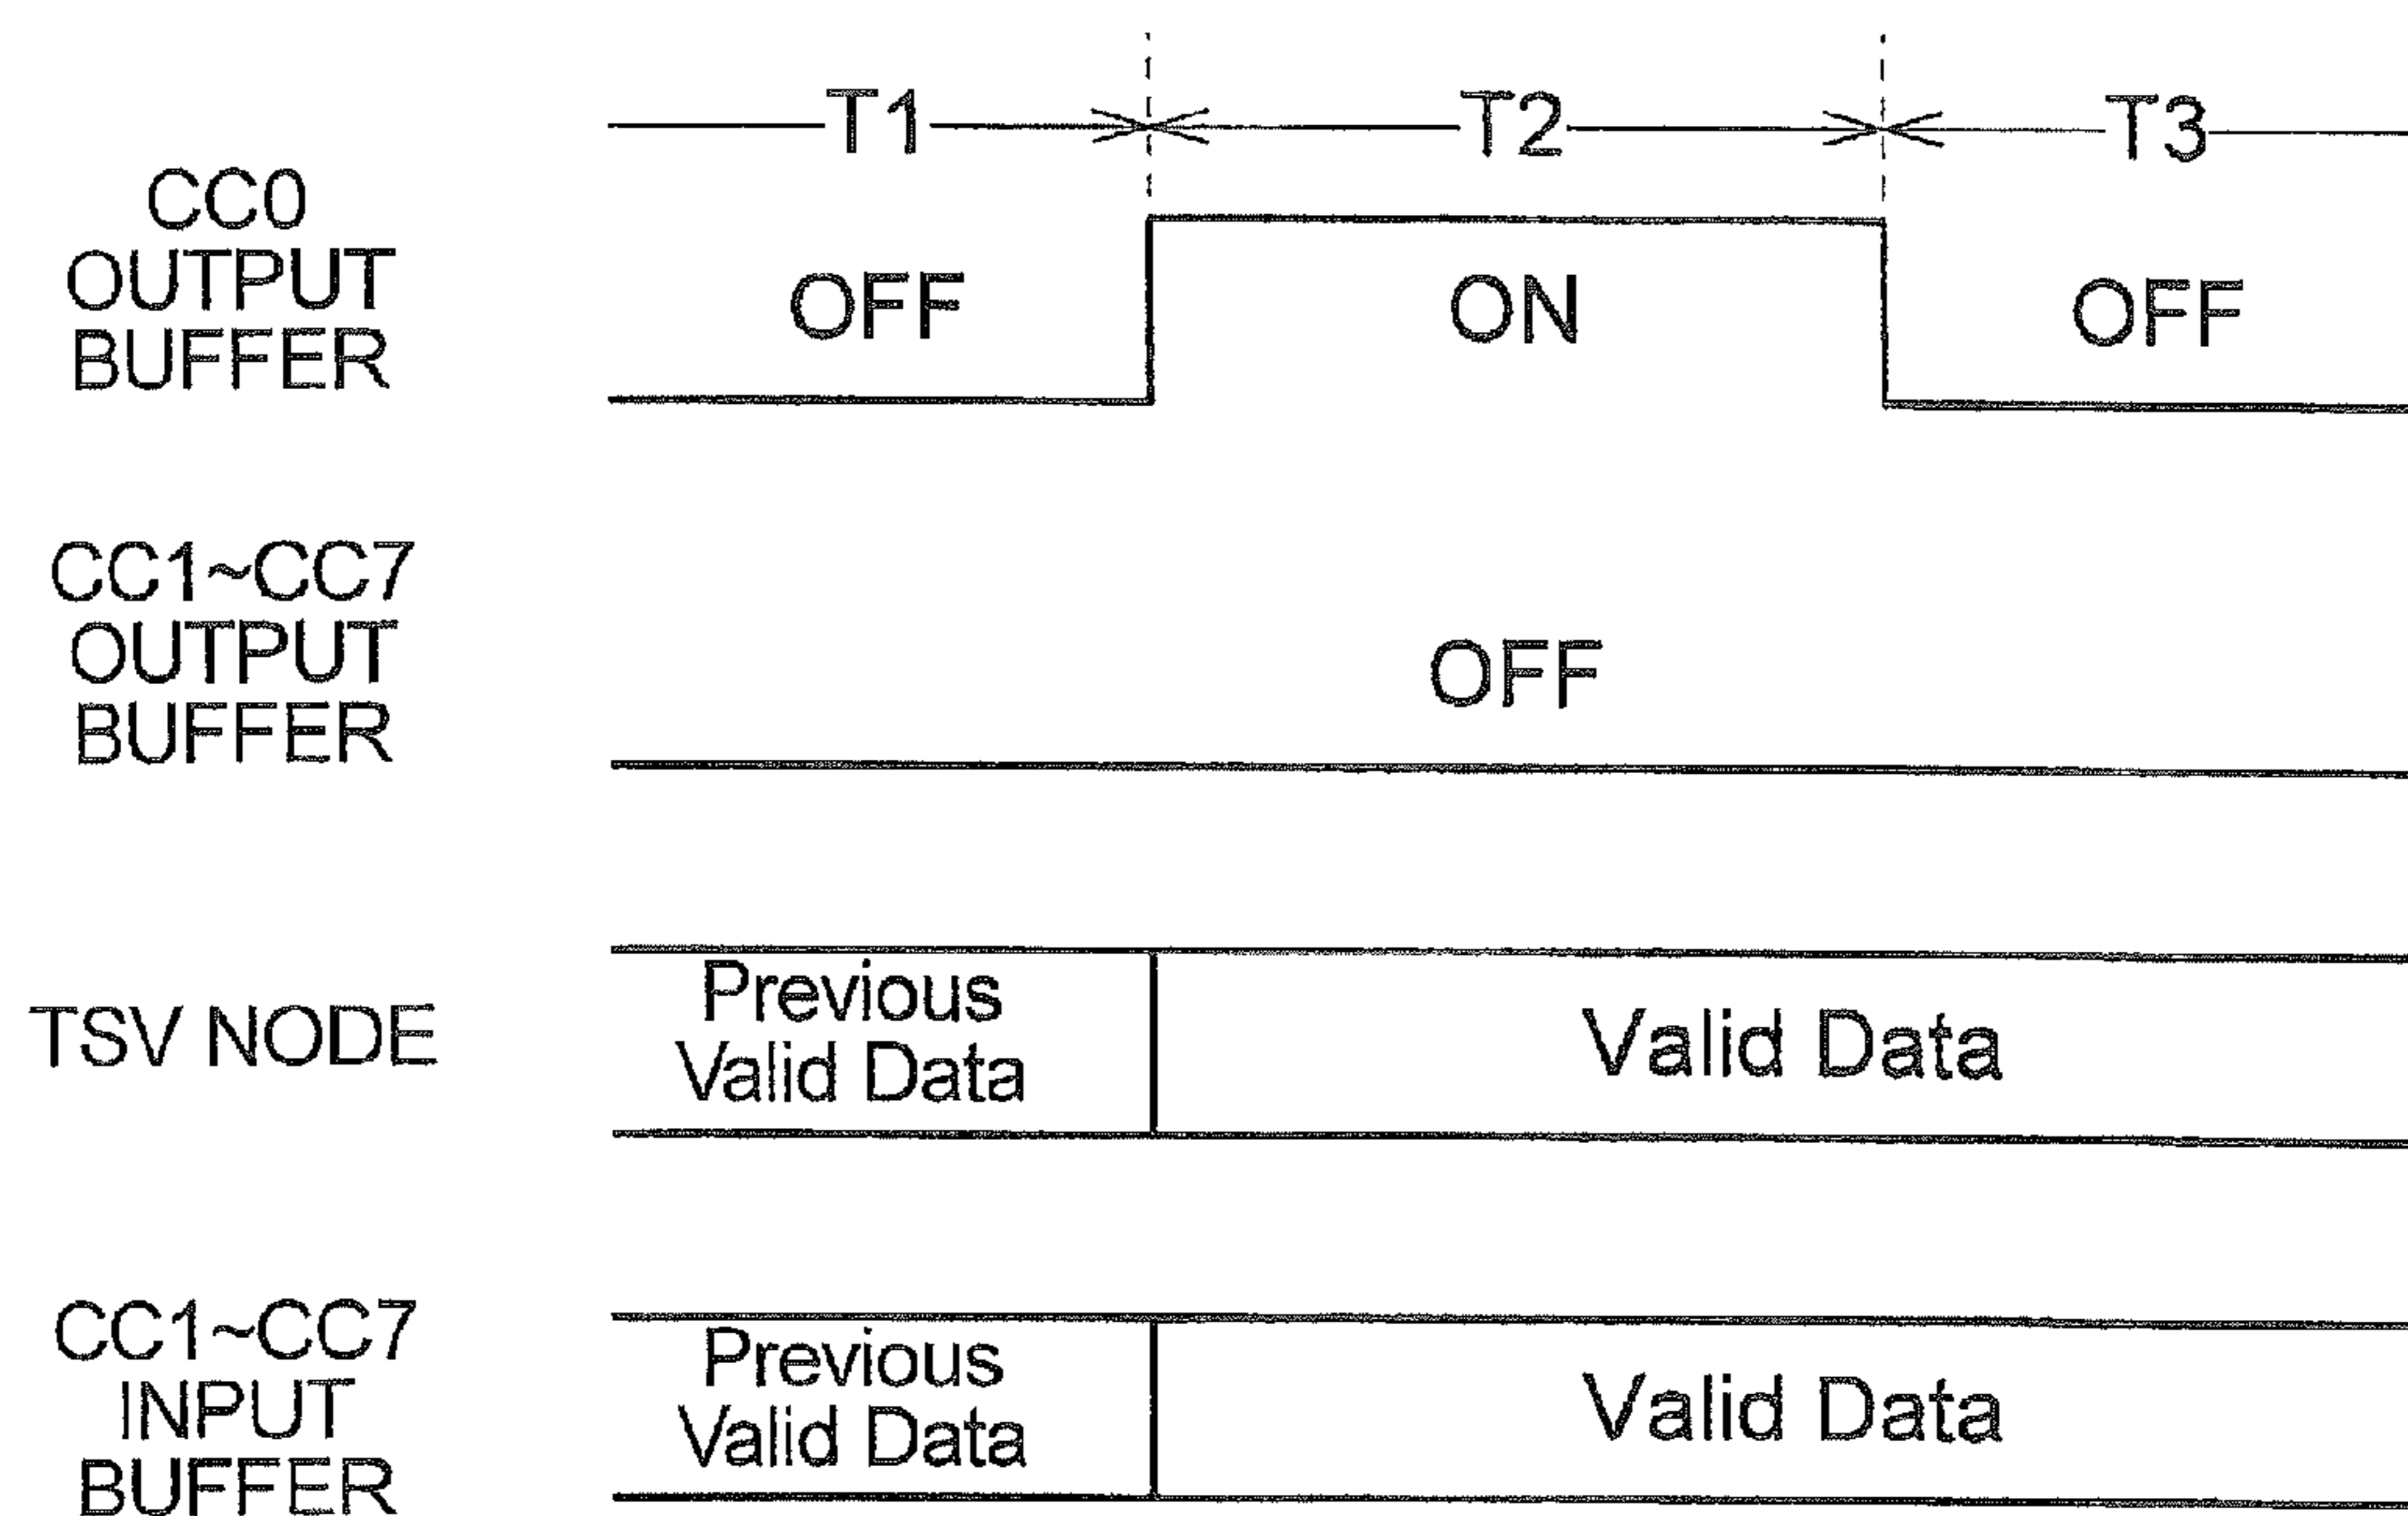 T1 T2 T3
CC0
OUTPUT
BUFFER
OFF ON OFF
CC1~CC7
OUTPUT
BUFFER
OFF
TSV NODE
Previous
Valid Data
Valid Data
CC1~CC7
INPUT
BUFFER
Previous
Valid Data
Valid Data